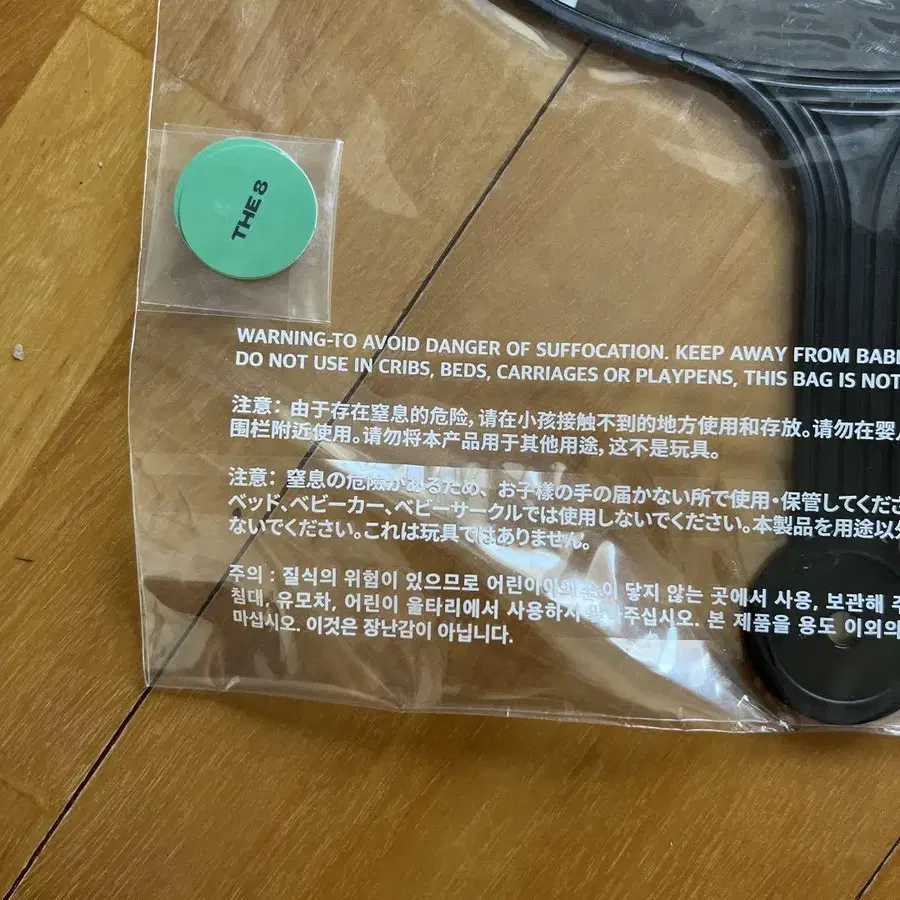 THE 8
WARNING-TO AVOID DANGER OF SUFFOCATION. KEEP AWAY FROM
DO NOT USE IN CRIBS, BEDS, CARRIAGES OR PLAYPENS, THIS BAG IS NOT
注意：由于存在窒息的危险，请在小孩接触不到的地方使用和存放。请勿在婴
围栏附近使用。请勿将本产品用于其他用途，这不是玩具。
注意：窒息の危険があるため、お子様の手の届かない所で使用・保管してくださ
ベッド、ベビーカー、ベビーサークルでは使用しないでください。本製品を用途以
ないでください。これは玩具ではありません。
주의 : 질식의 위험이 있으므로 어린아이의 손이 닿지 않는 곳에서 사용, 보관해
침대, 유모차, 어린이 울타리에서 사용하지 주십시오. 본 제품을 용도 이외의
마십시오. 이것은 장난감이 아닙니다.